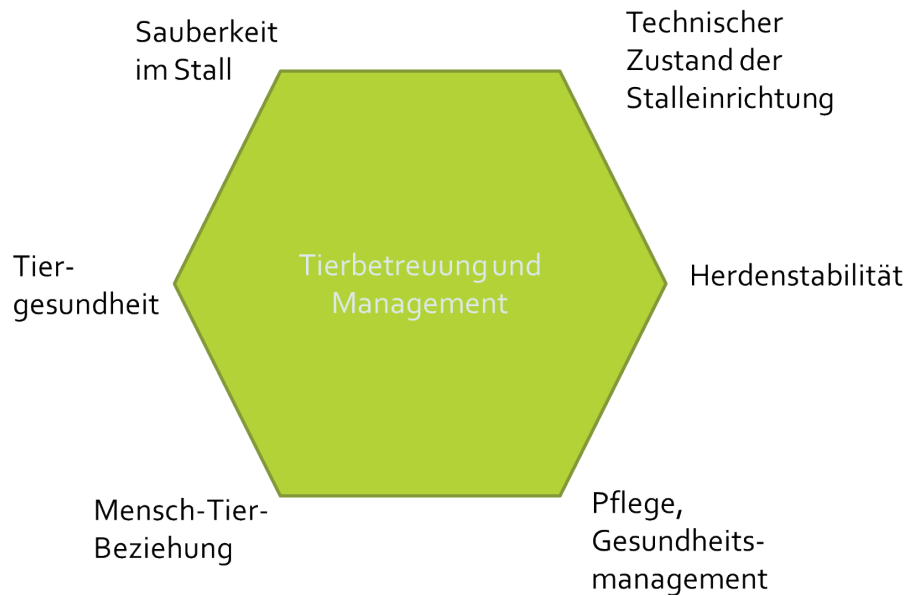 Sauberkeit
im Stall
Technischer
Zustand der
Stalleinrichtung
Tier-
gesundheit
Tierbetreuung und
Management
Herdenstabilität
Mensch-Tier-
Beziehung
Pflege,
Gesundheits-
management